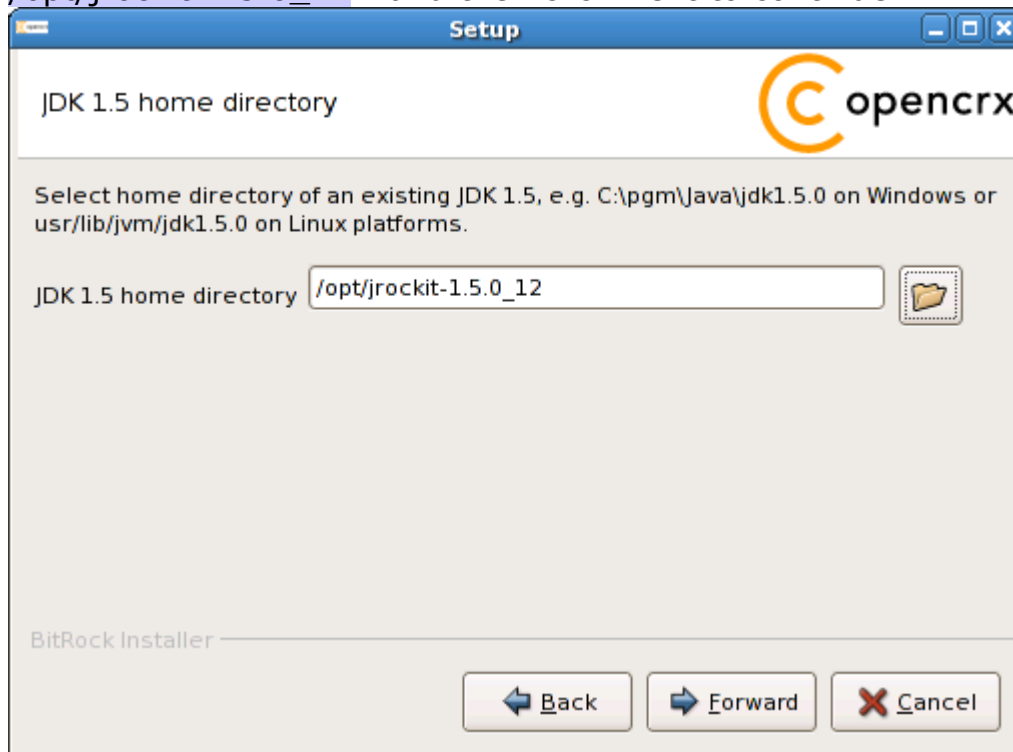 Setup
JDK 1.5 home directory
opencrx
Select home directory of an existing JDK 1.5, e.g. C:\pgm\Java\jdk1.5.0 on Windows or
usr/lib/jvm/jdk1.5.0 on Linux platforms.
JDK 1.5 home directory /opt/jrockit-1.5.0_12
BitRock Installer
Back Forward Cancel